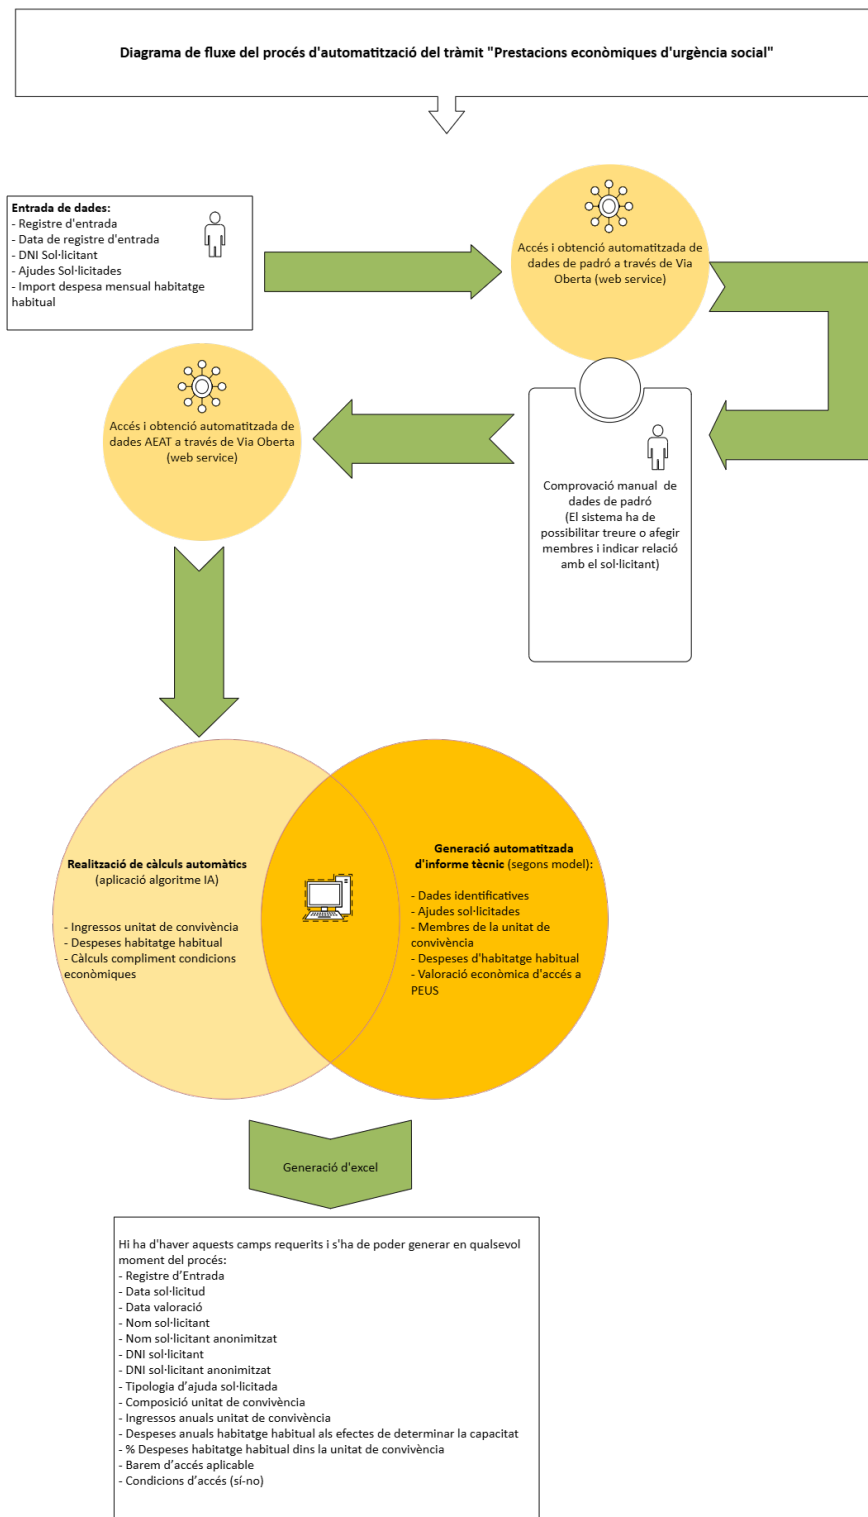 Diagrama de fluxe del procés d'automatització del tràmit "Prestacions econòmiques d'urgència social"
Entrada de dades:
- Registre d'entrada
- Data de registre d'entrada
- DNI Sol·licitant
- Ajudes Sol·licitades
- Import despesa mensual habitatge
habitual
Accés i obtenció automatitzada de
dades de padró a través de Via
Oberta (web service)
Comprovació manual  de
dades de padró
(El sistema ha de
possibilitar treure o afegir
membres i indicar relació
amb el sol·licitant)
Accés i obtenció automatitzada de
dades AEAT a través de Via Oberta
(web service)
Realització de càlculs automàtics
(aplicació algoritme IA)
- Ingressos unitat de convivència
- Despeses habitatge habitual
- Càlculs compliment condicions
econòmiques
Generació automatitzada
d'informe tècnic (segons model):
- Dades identificatives
- Ajudes sol·licitades
- Membres de la unitat de
convivència
- Despeses d'habitatge habitual
- Valoració econòmica d'accés a
PEUS
Generació d'excel
Hi ha d'haver aquests camps requerits i s'ha de poder generar en qualsevol
moment del procés:
- Registre d’Entrada
- Data sol·licitud
- Data valoració
- Nom sol·licitant
- Nom sol·licitant anonimitzat
- DNI sol·licitant
- DNI sol·licitant anonimitzat
- Tipologia d’ajuda sol·licitada
- Composició unitat de convivència
- Ingressos anuals unitat de convivència
- Despeses anuals habitatge habitual als efectes de determinar la capacitat
- % Despeses habitatge habitual dins la unitat de convivència
- Barem d’accés aplicable
- Condicions d’accés (sí-no)